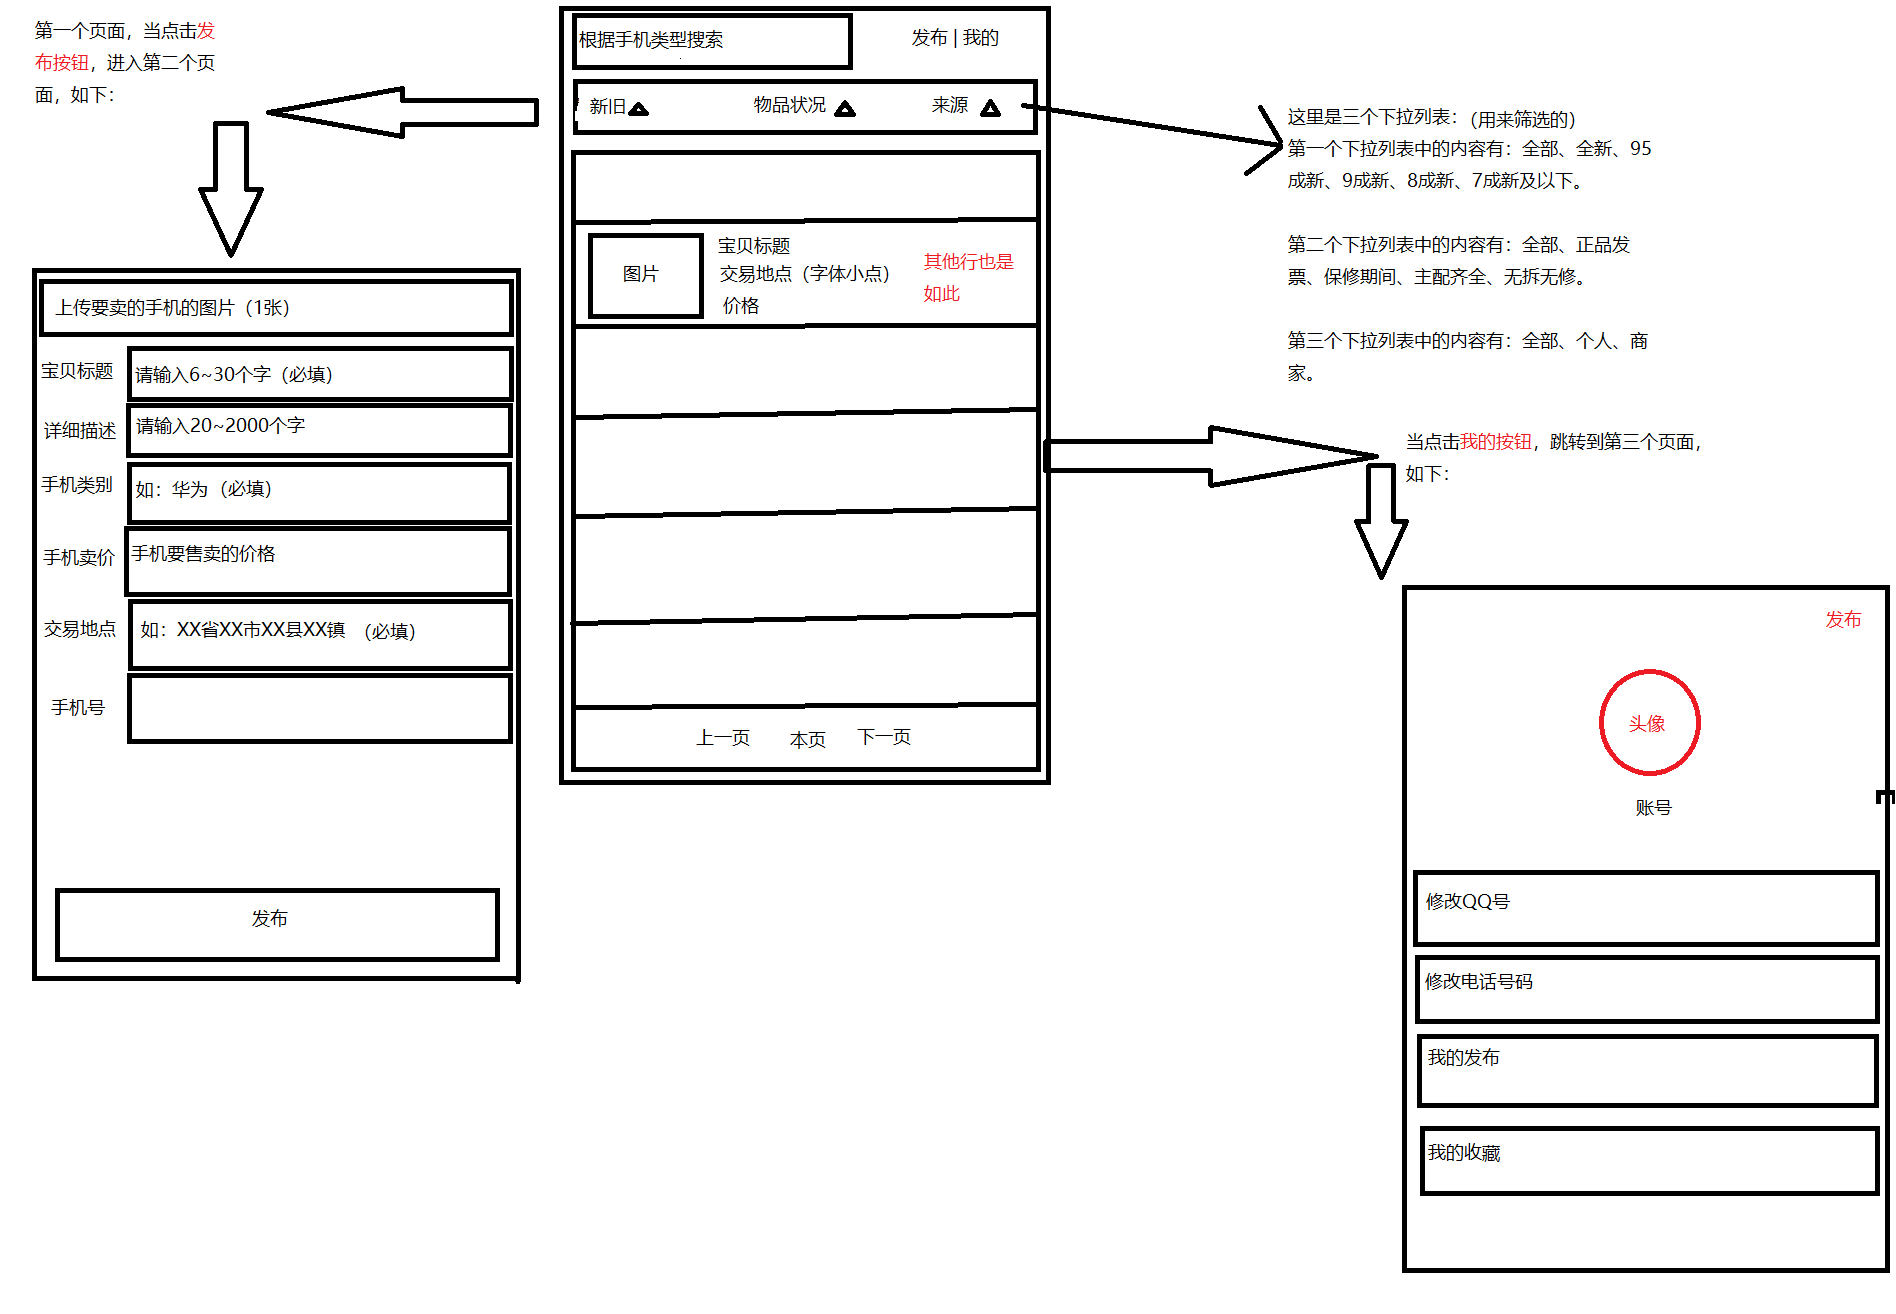 第一个页面，当点击发
布按钮，进入第二个页
面，如下：
根据手机类型搜索
发布 | 我的
新旧
物品状况
来源
宝贝标题
图片
交易地点（字体小点）
价格
其他行也是
如此
上一页
本页
下一页
这里是三个下拉列表：（用来筛选的）
第一个下拉列表中的内容有：全部、全新、95
成新、9成新、8成新、7成新及以下。
第二个下拉列表中的内容有：全部、正品发
票、保修期间、主配齐全、无拆无修。
第三个下拉列表中的内容有：全部、个人、商
家。
当点击我的按钮，跳转到第三个页面，
如下：
上传要卖的手机的图片（1张）
宝贝标题
请输入6~30个字（必填）
详细描述
请输入20~2000个字
手机类别
如：华为（必填）
手机卖价
手机要售卖的价格
交易地点
如：XX省XX市XX县XX镇 （必填）
手机号
发布
发布
头像
账号
修改QQ号
修改电话号码
我的发布
我的收藏